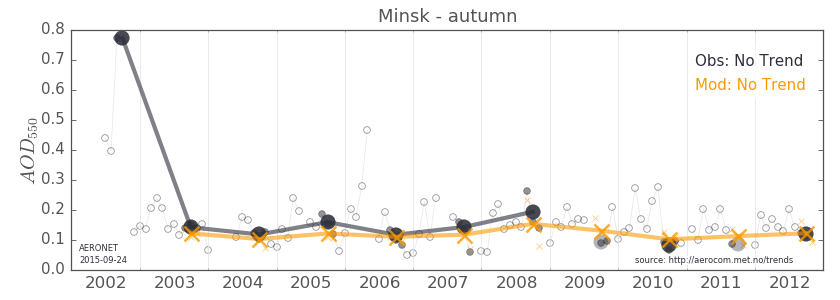 Minsk - autumn
0.8
0.7
0.6
0.5
0.4
0.3
0.2
0.1
0.0
AOD550
Obs: No Trend
Mod: No Trend
AERONET
2015-09-24
source: http://aerocom.met.no/trends
2002 2003 2004 2005 2006 2007 2008 2009 2010 2011 2012